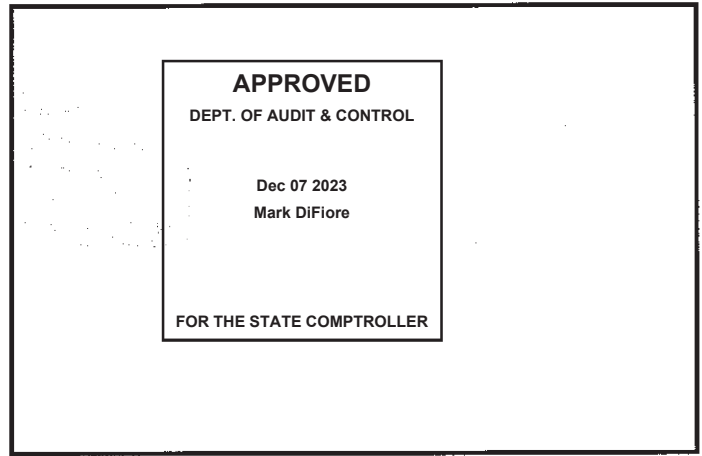 APPROVED
DEPT. OF AUDIT & CONTROL
Dec 07 2023
Mark DiFiore
FOR THE STATE COMPTROLLER